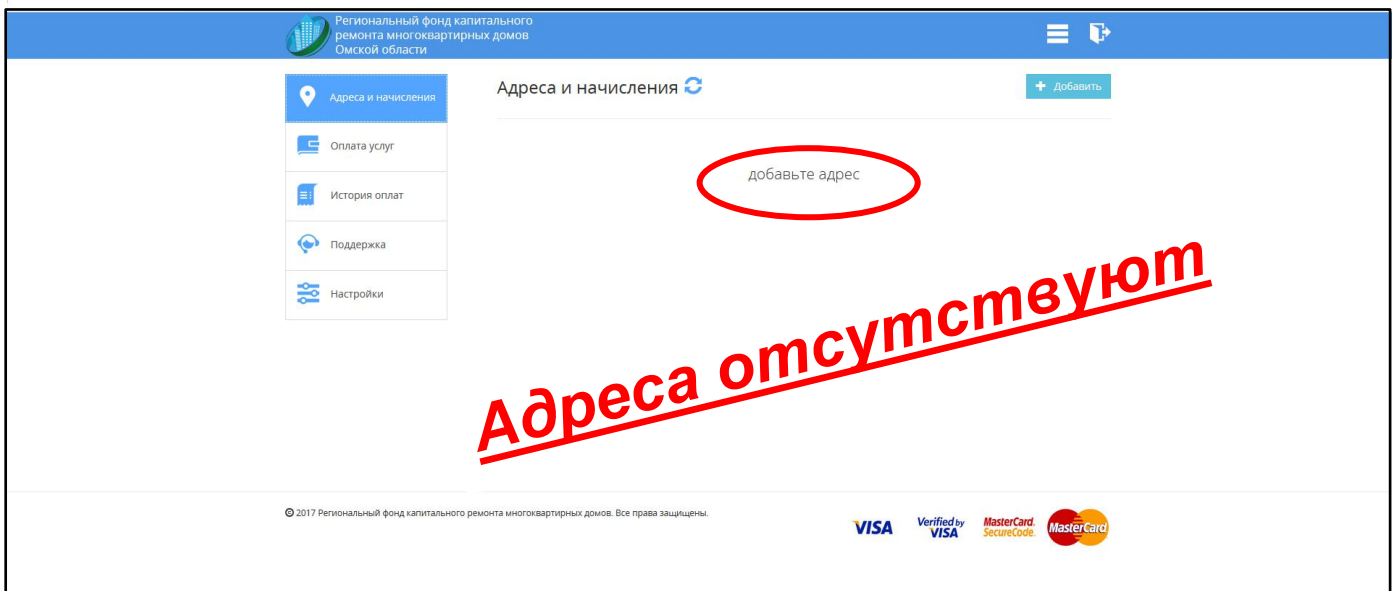 Региональный фонд капитального
ремонта многоквартирных домов
Омской области
Адреса и начисления
Оплата услуг
История оплат
Поддержка
Настройки
Адреса и начисления
+ Добавить
добавьте адрес
Адреса отсутствуют
© 2017 Региональный фонд капитального ремонта многоквартирных домов. Все права защищены.
VISA
Verified by
VISA
MasterCard.
SecureCode.
MasterCard